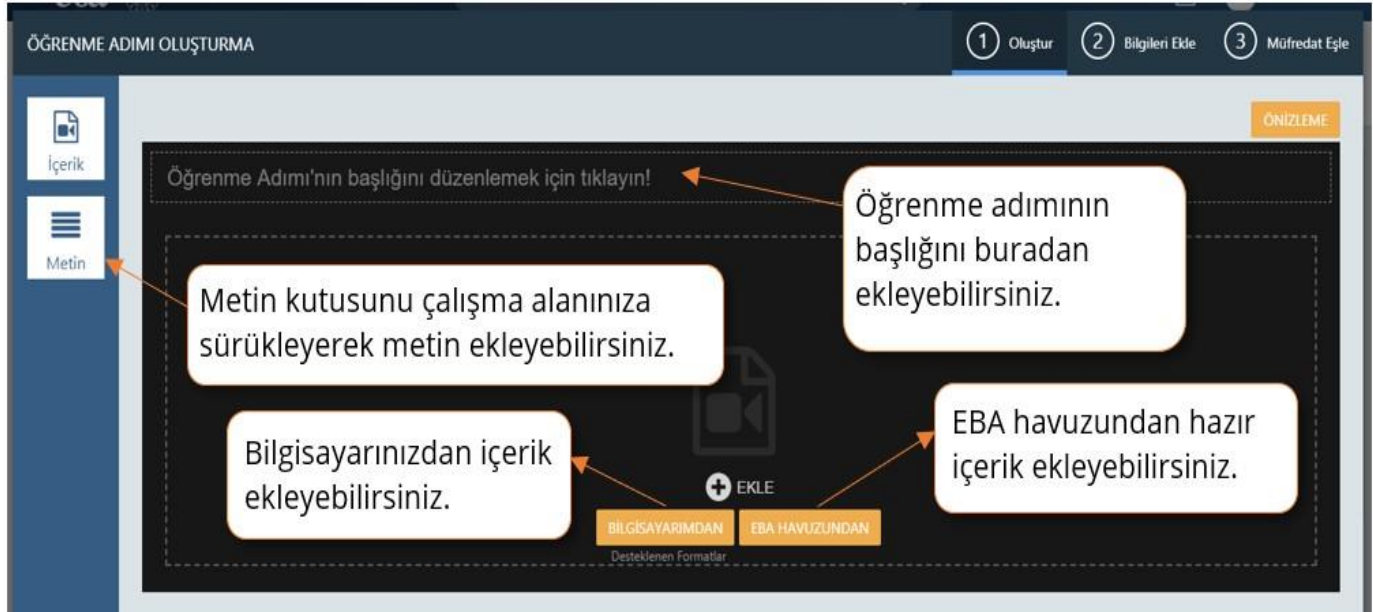 ÖĞRENME ADIMI OLUŞTURMA
1 Oluştur
2 Bilgileri Ekle
3 Müfredat Eşle
İçerik
Metin
ÖNİZLEME
Öğrenme Adımı'nın başlığını düzenlemek için tıklayın!
Öğrenme adımının
başlığını buradan
ekleyebilirsiniz.
Metin kutusunu çalışma alanınıza
sürükleyerek metin ekleyebilirsiniz.
Bilgisayarınızdan içerik
ekleyebilirsiniz.
EBA havuzundan hazır
içerik ekleyebilirsiniz.
EKLE
BİLGİSAYARIMDAN
EBA HAVUZUNDAN
Desteklenen Formatlar